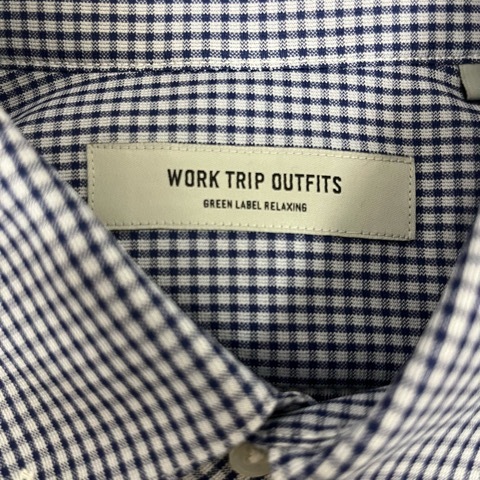 WORK TRIP OUTFITS
GREEN LABEL RELAXING